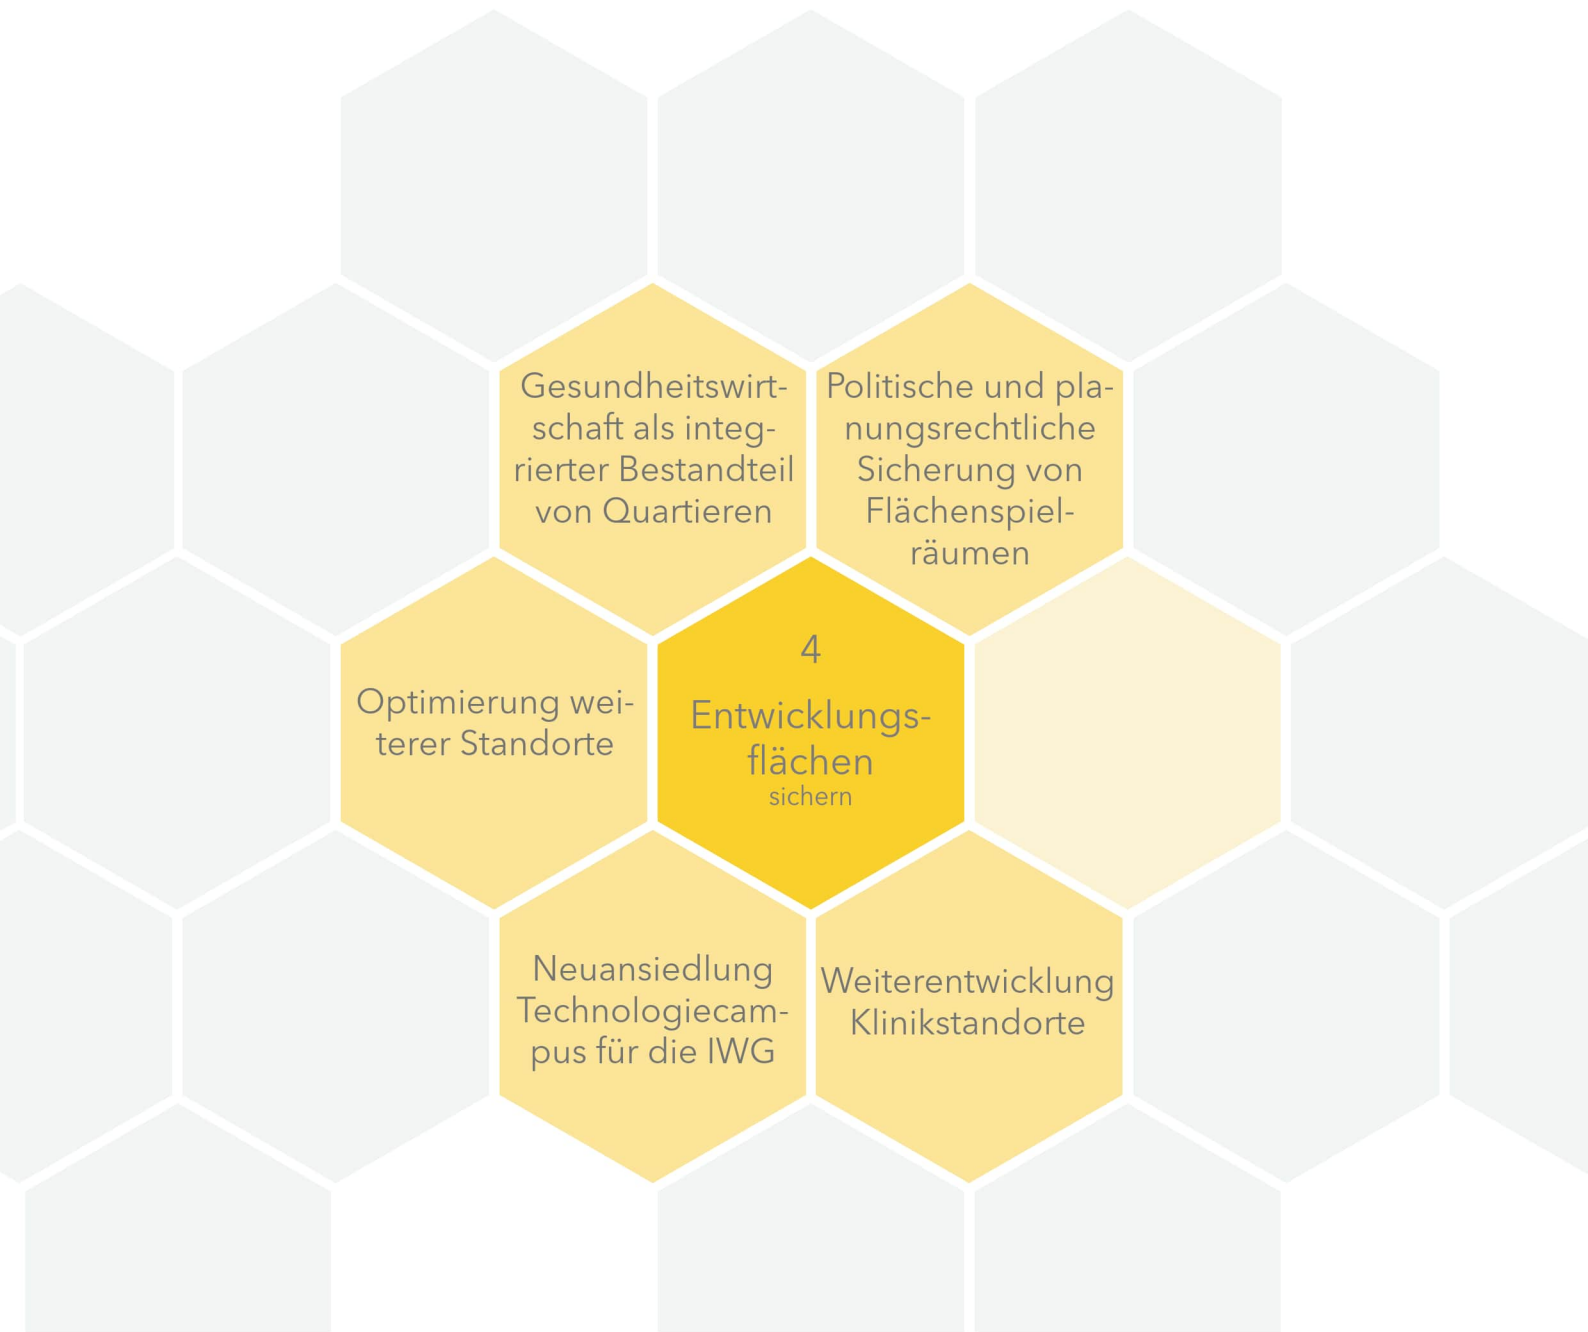 Gesundheitswirt-
schaft als integ-
rierter Bestandteil
von Quartieren
Politische und pla-
nungsrechtliche
Sicherung von
Flächenspiel-
räumen
Optimierung wei-
terer Standorte
4
Entwicklungs-
flächen
sichern
Neuansiedlung
Technologiecam-
pus für die IWG
Weiterentwicklung
Klinikstandorte